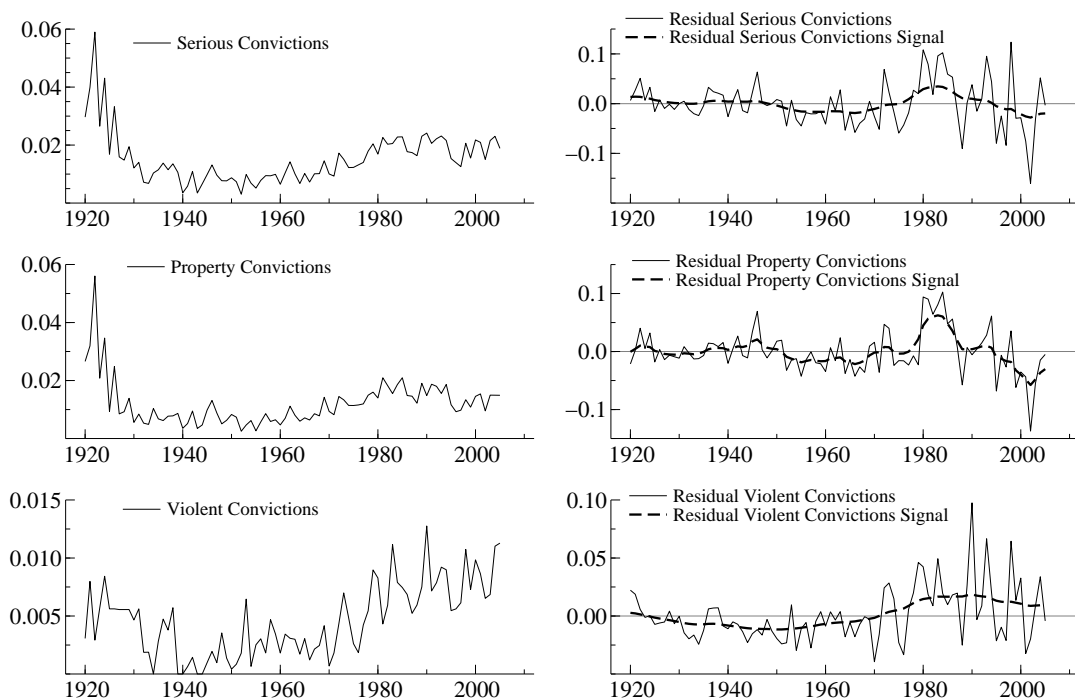 0.06
Serious Convictions
0.04
0.02
1920 1940 1960 1980 2000
Residual Serious Convictions
Residual Serious Convictions Signal
0.1
0.0
−0.1
1920 1940 1960 1980 2000
0.06
Property Convictions
0.04
0.02
1920 1940 1960 1980 2000
Residual Property Convictions
Residual Property Convictions Signal
0.1
0.0
−0.1
1920 1940 1960 1980 2000
0.015
Violent Convictions
0.010
0.005
1920 1940 1960 1980 2000
Residual Violent Convictions
Residual Violent Convictions Signal
0.10
0.05
0.00
1920 1940 1960 1980 2000